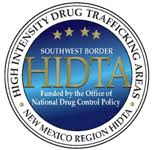 HIGH INTENSITY DRUG TRAFFICKING AREAS
SOUTHWEST BORDER
HIDTA
Funded by the Office of
National Drug Control Policy
NEW MEXICO REGION HIDTA